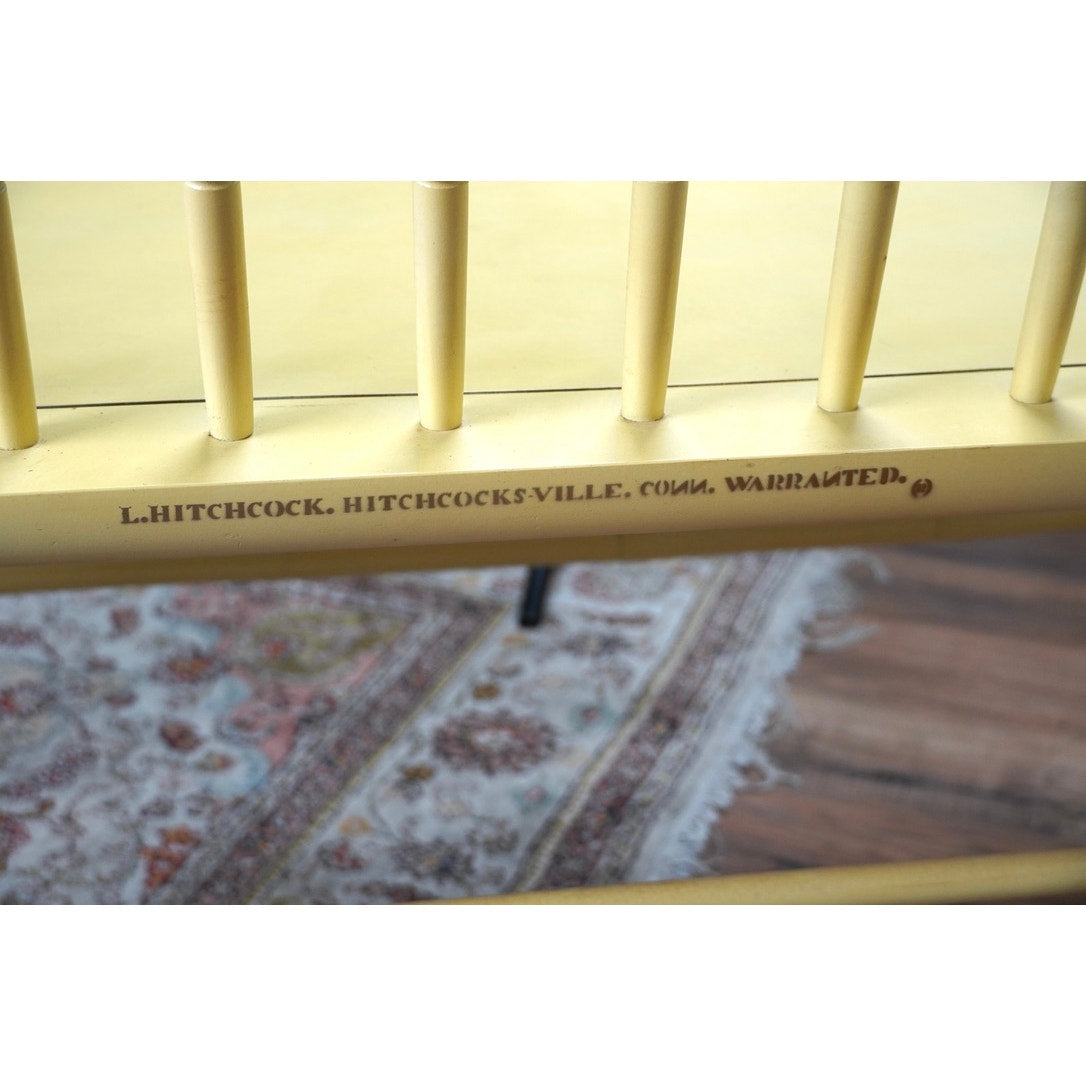 L.HITCHCOCK. HITCHCOCKS-VILLE. CONN. WARRANTED. (H)